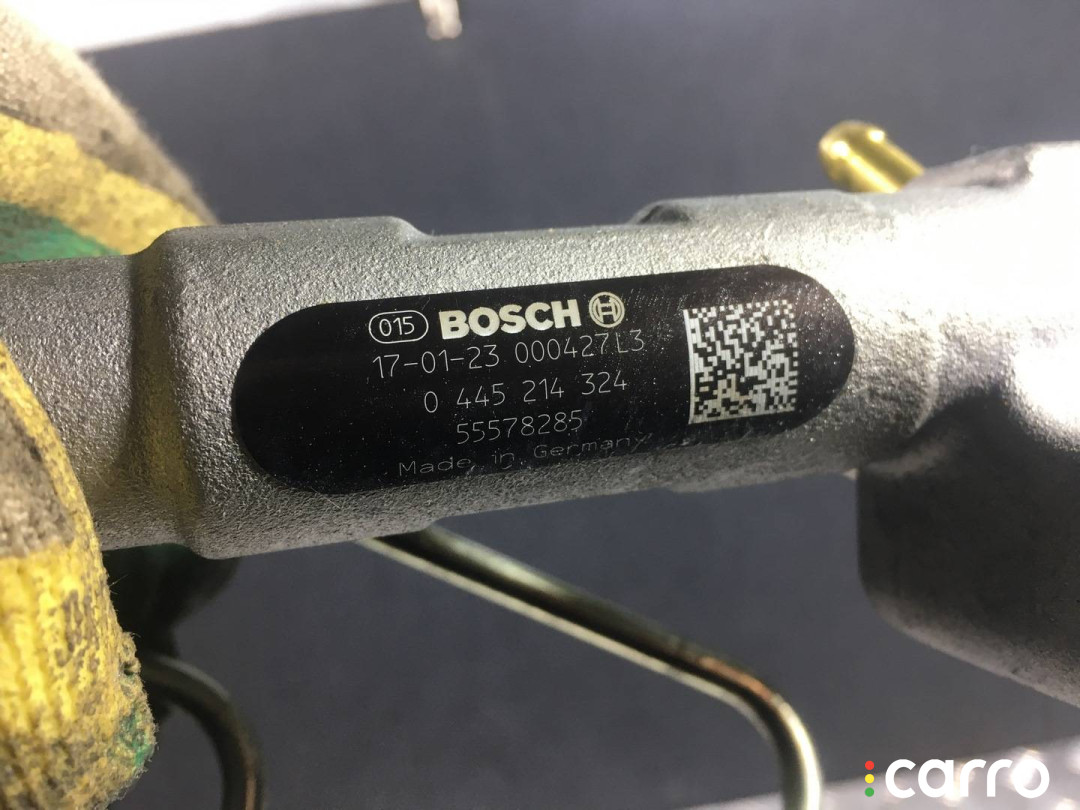 015 BOSCH
17-01-23 000427L3
0 445 214 324
55578285
Made in Germany
carro